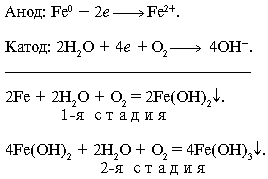 Анод: Fe⁰ − 2e ⟶ Fe²⁺.
Катод: 2H₂O + 4e + O₂ ⟶ 4OH⁻.
2Fe + 2H₂O + O₂ = 2Fe(OH)₂↓.
1-я стадия
4Fe(OH)₂ + 2H₂O + O₂ = 4Fe(OH)₃↓.
2-я стадия